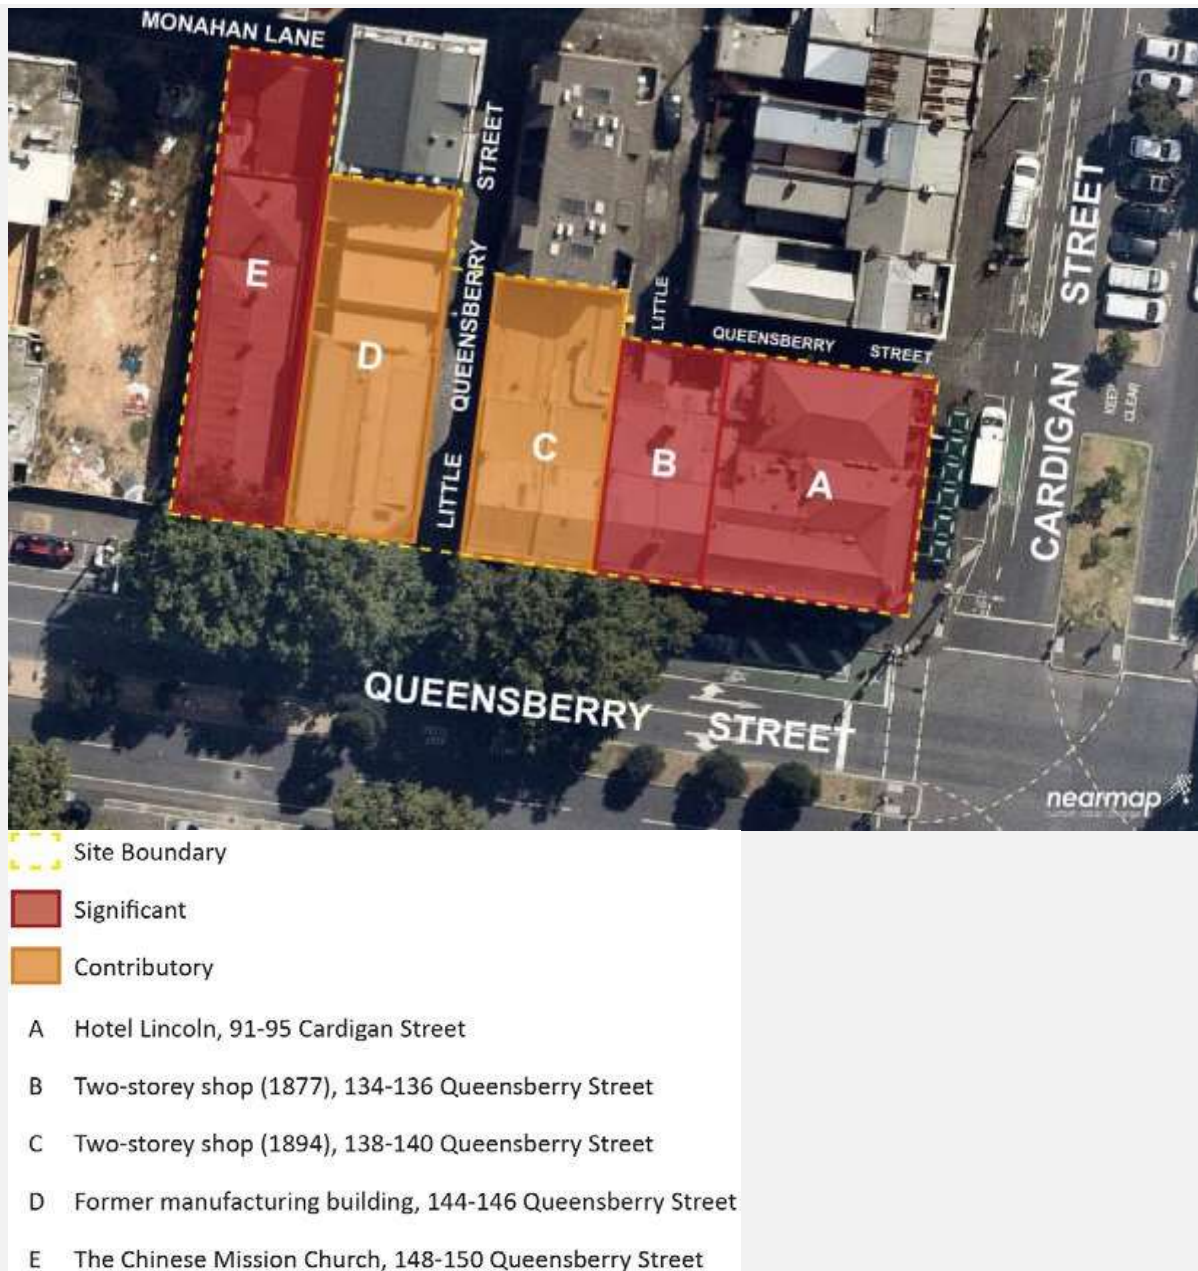 MONAHAN LANE
LITTLE QUEENSBERRY STREET
LITTLE
QUEENSBERRY STREET
CARDIGAN STREET
KEEP
CLEAR
E
D
C
B
A
QUEENSBERRY STREET
nearmap
Site Boundary
Significant
Contributory
A Hotel Lincoln, 91-95 Cardigan Street
B Two-storey shop (1877), 134-136 Queensberry Street
C Two-storey shop (1894), 138-140 Queensberry Street
D Former manufacturing building, 144-146 Queensberry Street
E The Chinese Mission Church, 148-150 Queensberry Street